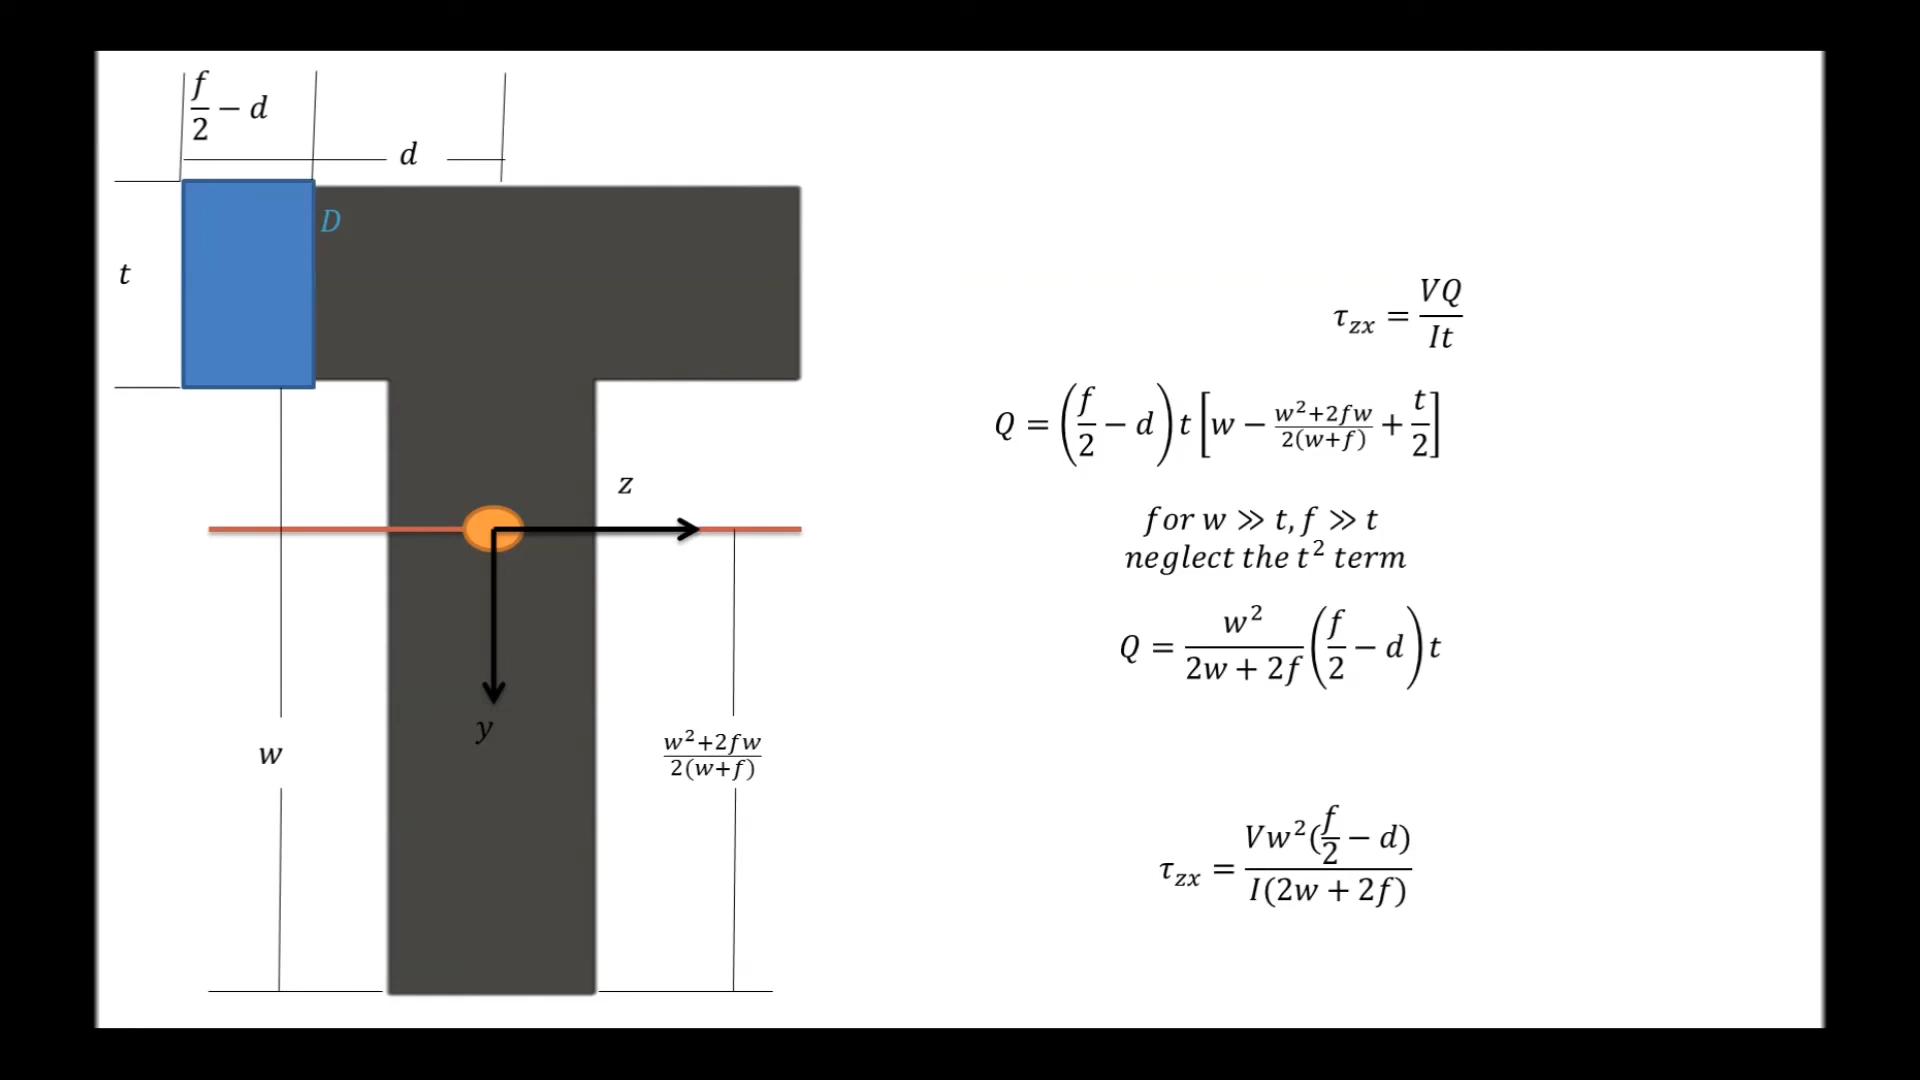 f/2 − d
d
D
t
z
y
w
w²+2fw / 2(w+f)
τ_zx = VQ / It
Q = (f/2 − d) t [w − (w²+2fw)/(2(w+f)) + t/2]
for w ≫ t, f ≫ t
neglect the t² term
Q = w² / (2w + 2f) (f/2 − d) t
τ_zx = Vw²(f/2 − d) / I(2w + 2f)